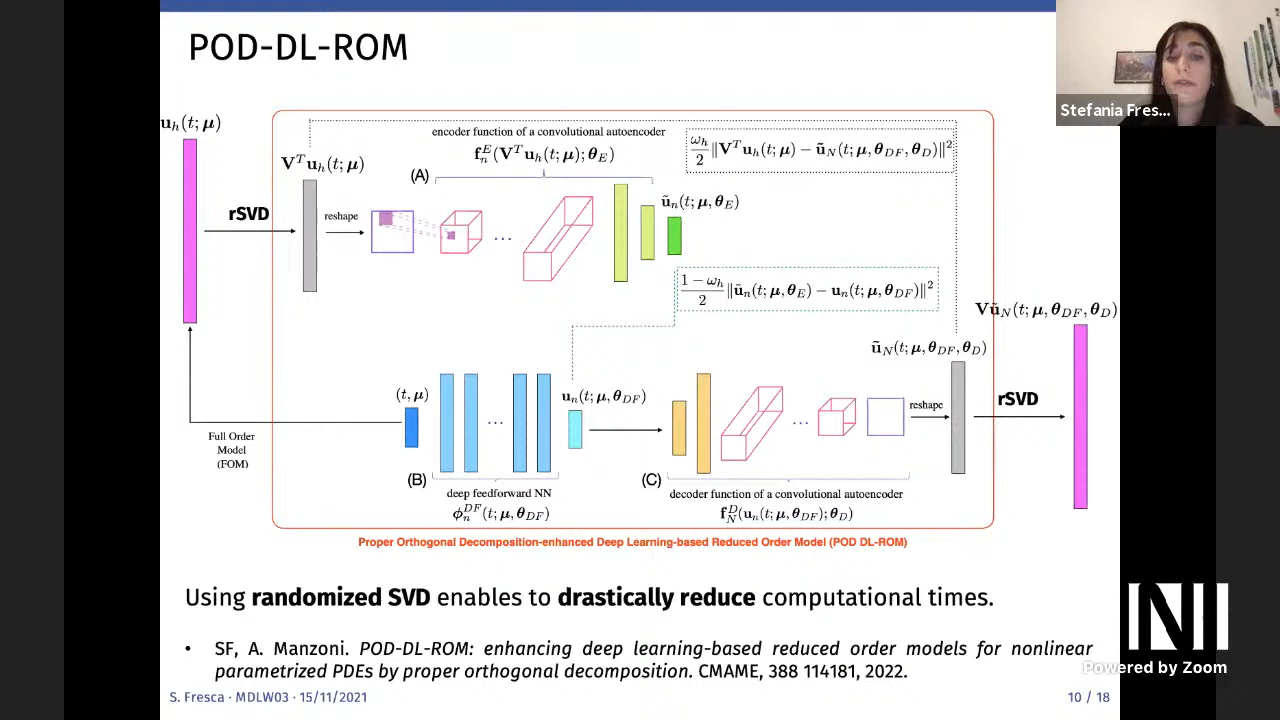 POD-DL-ROM
Stefania Fres...
u_h(t; μ)
V^T u_h(t; μ)
encoder function of a convolutional autoencoder
f_n^E(V^T u_h(t; μ); θ_E)
ω_h/2 ‖V^T u_h(t; μ) − ũ_N(t; μ, θ_DF, θ_D)‖²
(A)
rSVD
reshape
...
ũ_n(t; μ, θ_E)
(1 − ω_h)/2 ‖ũ_n(t; μ, θ_E) − u_n(t; μ, θ_DF)‖²
Vũ_N(t; μ, θ_DF, θ_D)
ũ_N(t; μ, θ_DF, θ_D)
(t, μ)
u_n(t; μ, θ_DF)
...
...
reshape
rSVD
Full Order
Model
(FOM)
(B)
deep feedforward NN
φ_n^DF(t; μ, θ_DF)
(C)
decoder function of a convolutional autoencoder
f_N^D(u_n(t; μ, θ_DF); θ_D)
Proper Orthogonal Decomposition-enhanced Deep Learning-based Reduced Order Model (POD DL-ROM)
Using randomized SVD enables to drastically reduce computational times.
• SF, A. Manzoni. POD-DL-ROM: enhancing deep learning-based reduced order models for nonlinear
parametrized PDEs by proper orthogonal decomposition. CMAME, 388 114181, 2022.
S. Fresca · MDLW03 · 15/11/2021
10 / 18
Powered by Zoom